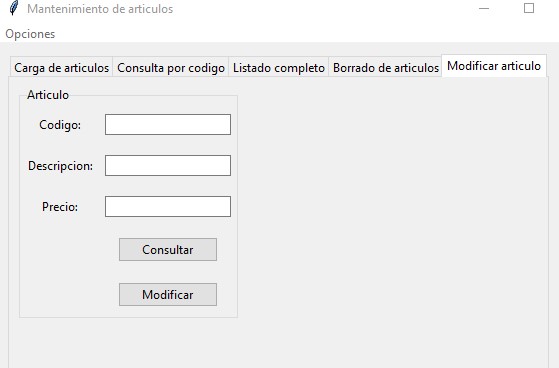 Mantenimiento de articulos
Opciones
Carga de articulos Consulta por codigo Listado completo Borrado de articulos Modificar articulo
Articulo
Codigo:
Descripcion:
Precio:
Consultar
Modificar